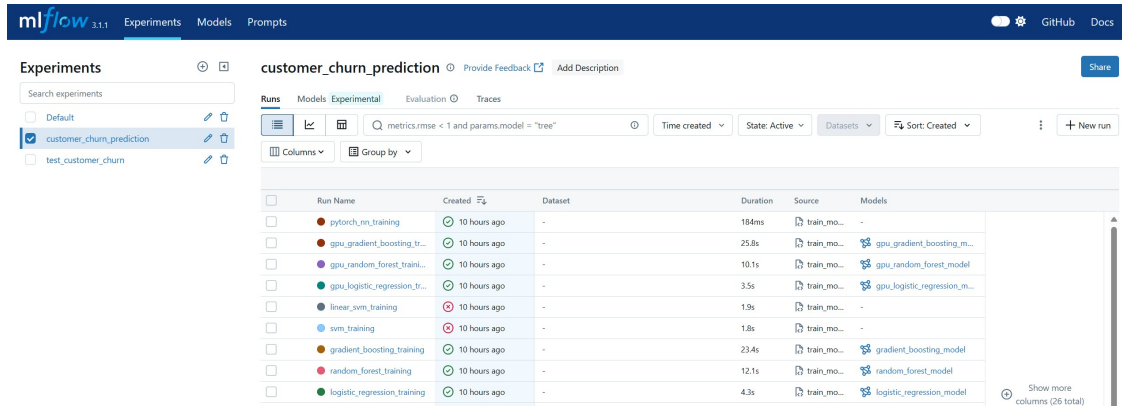 mlflow 3.1.1 Experiments Models Prompts GitHub Docs
Experiments
Search experiments
Default
customer_churn_prediction
test_customer_churn
customer_churn_prediction Provide Feedback Add Description Share
Runs Models Experimental Evaluation Traces
metrics.rmse < 1 and params.model = "tree" Time created State: Active Datasets Sort: Created + New run
Columns Group by
Run Name Created Dataset Duration Source Models
pytorch_nn_training 10 hours ago - 184ms train_mo... -
gpu_gradient_boosting_tr... 10 hours ago - 25.8s train_mo... gpu_gradient_boosting_m...
gpu_random_forest_traini... 10 hours ago - 10.1s train_mo... gpu_random_forest_model
gpu_logistic_regression_tr... 10 hours ago - 3.5s train_mo... gpu_logistic_regression_m...
linear_svm_training 10 hours ago - 1.9s train_mo... -
svm_training 10 hours ago - 1.8s train_mo... -
gradient_boosting_training 10 hours ago - 23.4s train_mo... gradient_boosting_model
random_forest_training 10 hours ago - 12.1s train_mo... random_forest_model
logistic_regression_training 10 hours ago - 4.3s train_mo... logistic_regression_model
Show more
columns (26 total)